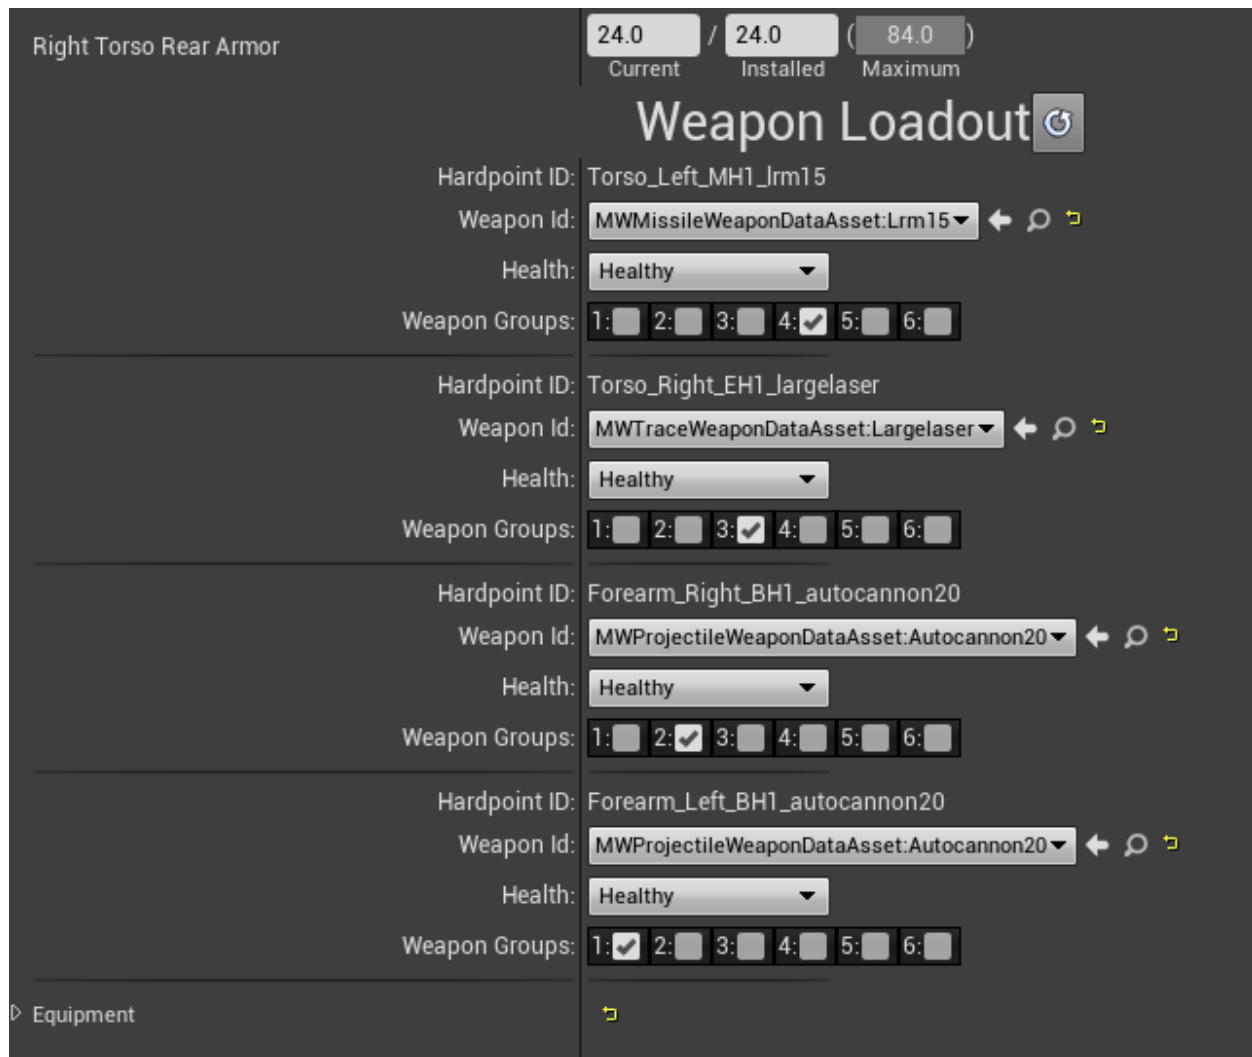 Right Torso Rear Armor 24.0 / 24.0 ( 84.0 )
Current Installed Maximum
Weapon Loadout
Hardpoint ID: Torso_Left_MH1_lrm15
Weapon Id: MWMissileWeaponDataAsset:Lrm15
Health: Healthy
Weapon Groups: 1: 2: 3: 4: 5: 6:
Hardpoint ID: Torso_Right_EH1_largelaser
Weapon Id: MWTraceWeaponDataAsset:Largelaser
Health: Healthy
Weapon Groups: 1: 2: 3: 4: 5: 6:
Hardpoint ID: Forearm_Right_BH1_autocannon20
Weapon Id: MWProjectileWeaponDataAsset:Autocannon20
Health: Healthy
Weapon Groups: 1: 2: 3: 4: 5: 6:
Hardpoint ID: Forearm_Left_BH1_autocannon20
Weapon Id: MWProjectileWeaponDataAsset:Autocannon20
Health: Healthy
Weapon Groups: 1: 2: 3: 4: 5: 6:
Equipment